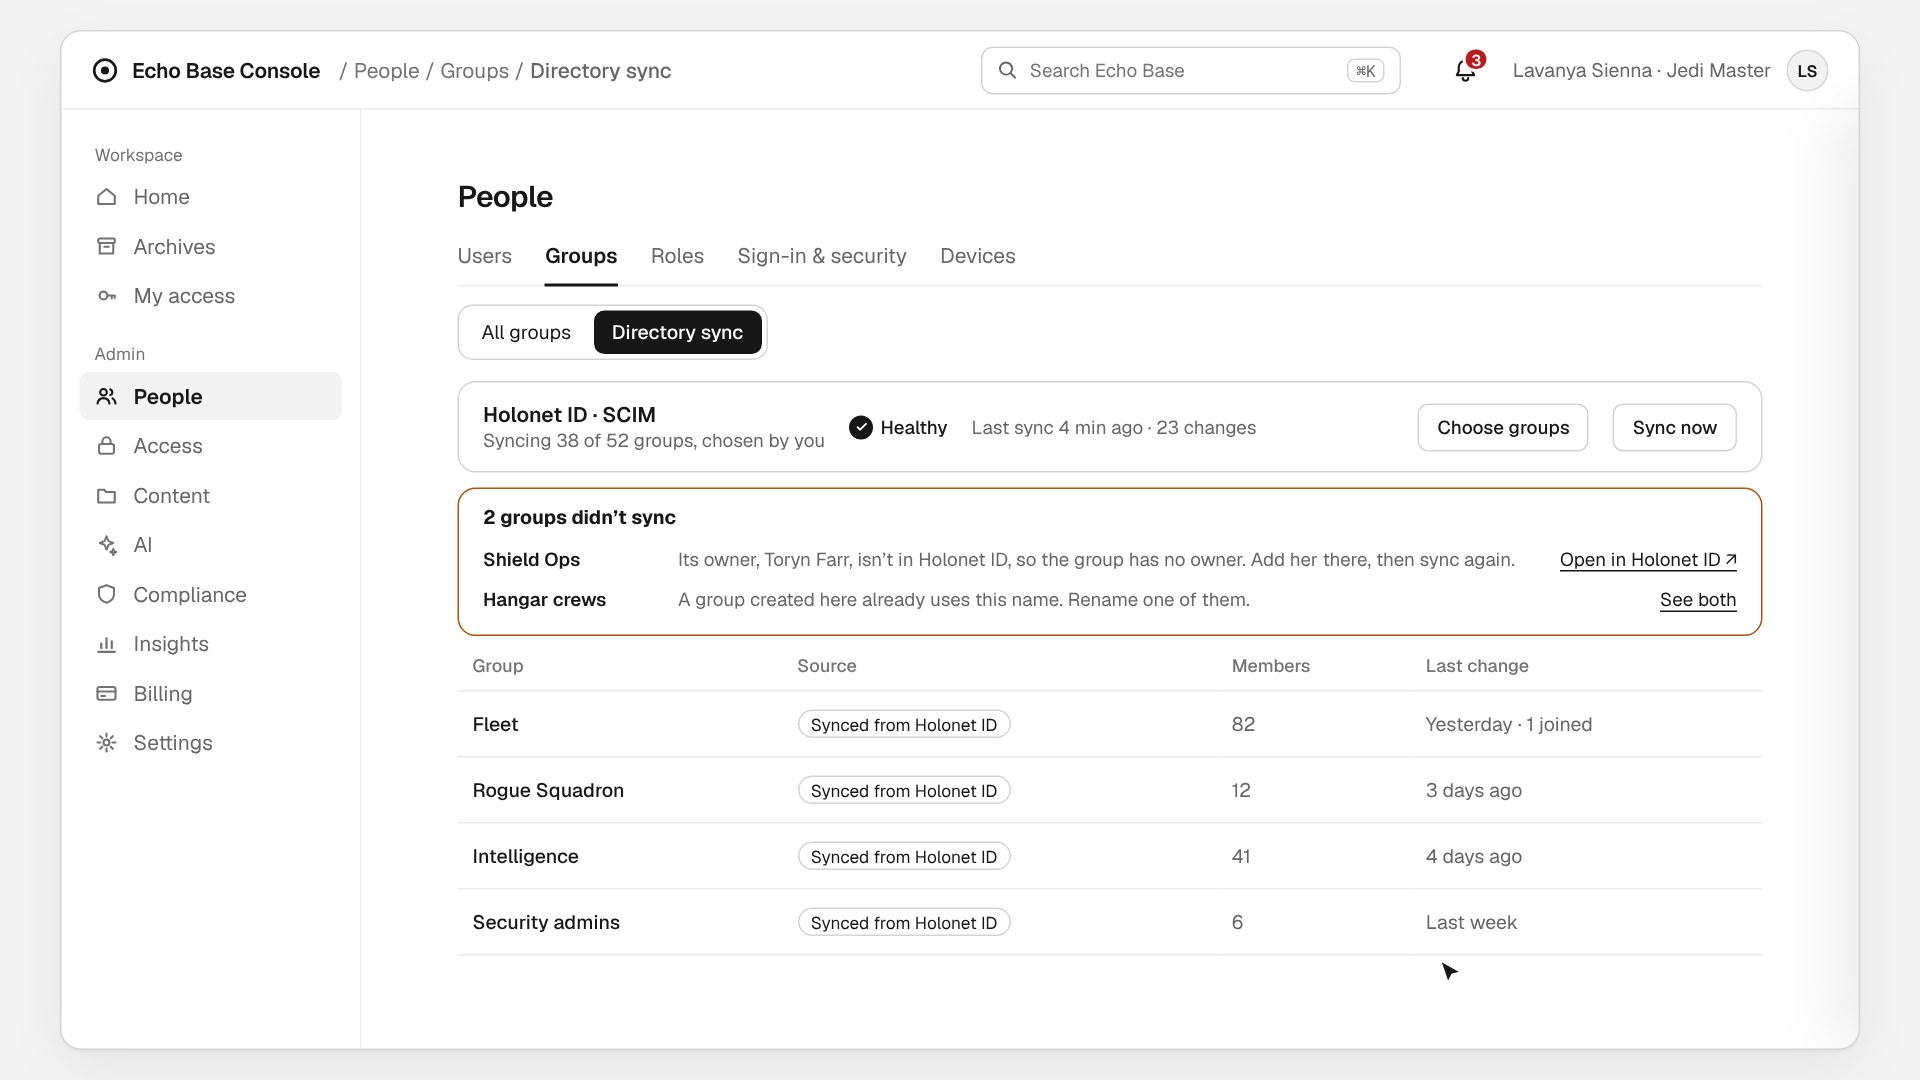 Echo Base Console / People / Groups / Directory sync
Search Echo Base ⌘K
3
Lavanya Sienna · Jedi Master LS
Workspace
Home
Archives
My access
Admin
People
Access
Content
AI
Compliance
Insights
Billing
Settings
People
Users Groups Roles Sign-in & security Devices
All groups Directory sync
Holonet ID · SCIM
Syncing 38 of 52 groups, chosen by you
Healthy Last sync 4 min ago · 23 changes
Choose groups Sync now
2 groups didn’t sync
Shield Ops Its owner, Toryn Farr, isn’t in Holonet ID, so the group has no owner. Add her there, then sync again. Open in Holonet ID ↗
Hangar crews A group created here already uses this name. Rename one of them. See both
Group Source Members Last change
Fleet Synced from Holonet ID 82 Yesterday · 1 joined
Rogue Squadron Synced from Holonet ID 12 3 days ago
Intelligence Synced from Holonet ID 41 4 days ago
Security admins Synced from Holonet ID 6 Last week